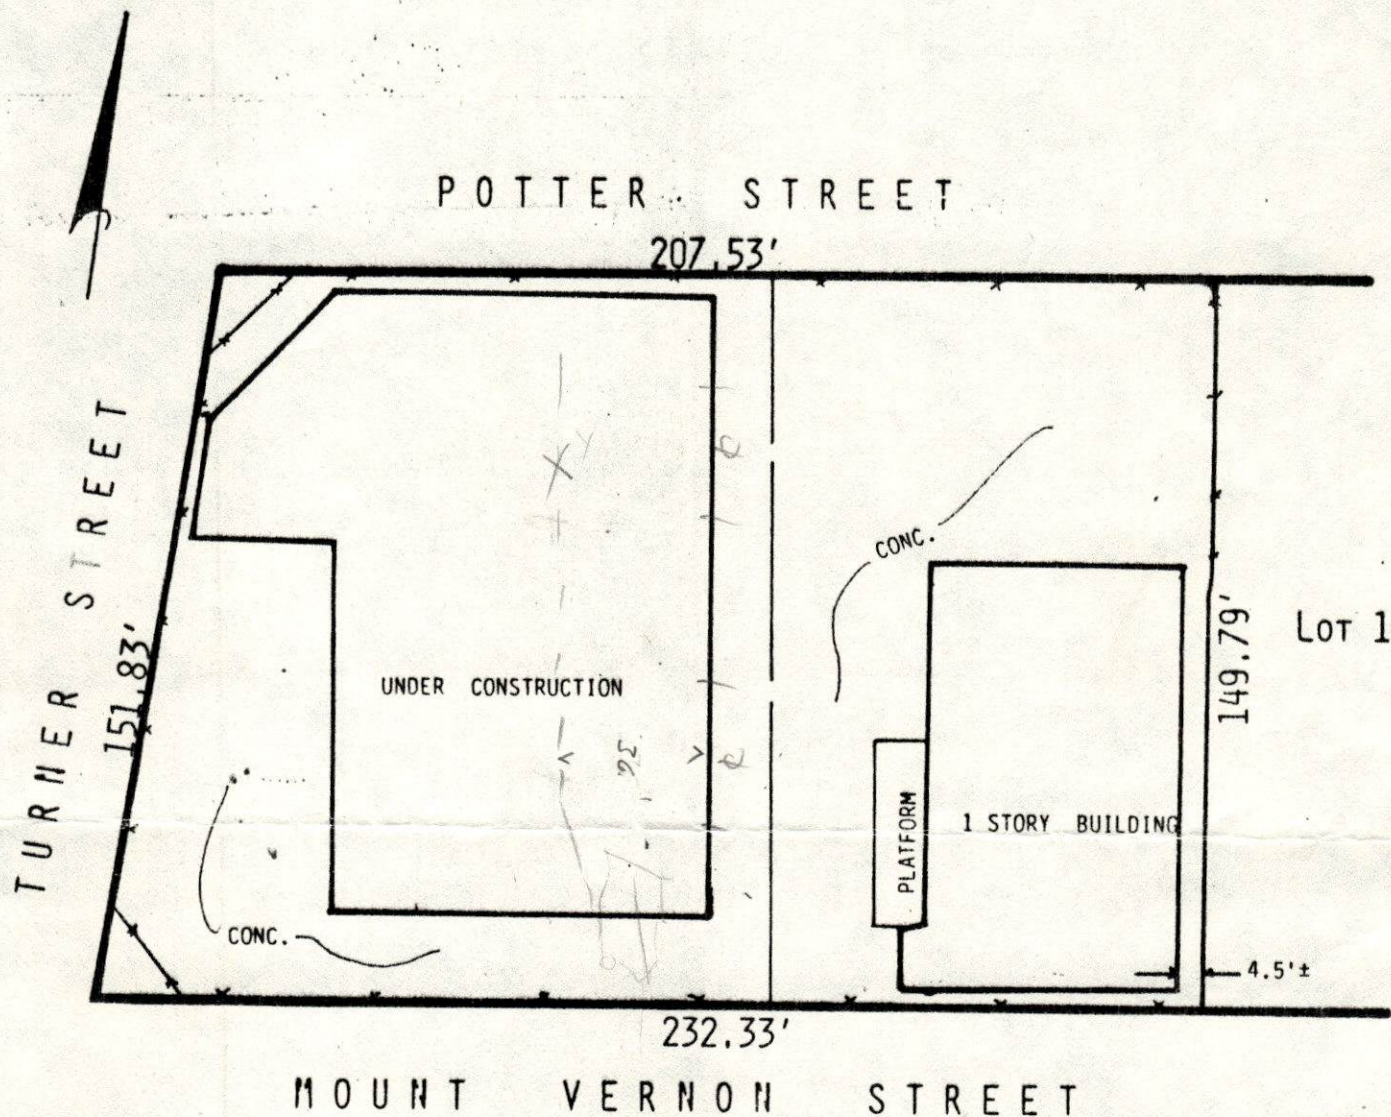 POTTER STREET
207.53'
TURNER STREET
151.83'
CONC.
149.79'
LOT 1
UNDER CONSTRUCTION
PLATFORM
1 STORY BUILDING
CONC.
4.5'±
232.33'
MOUNT VERNON STREET